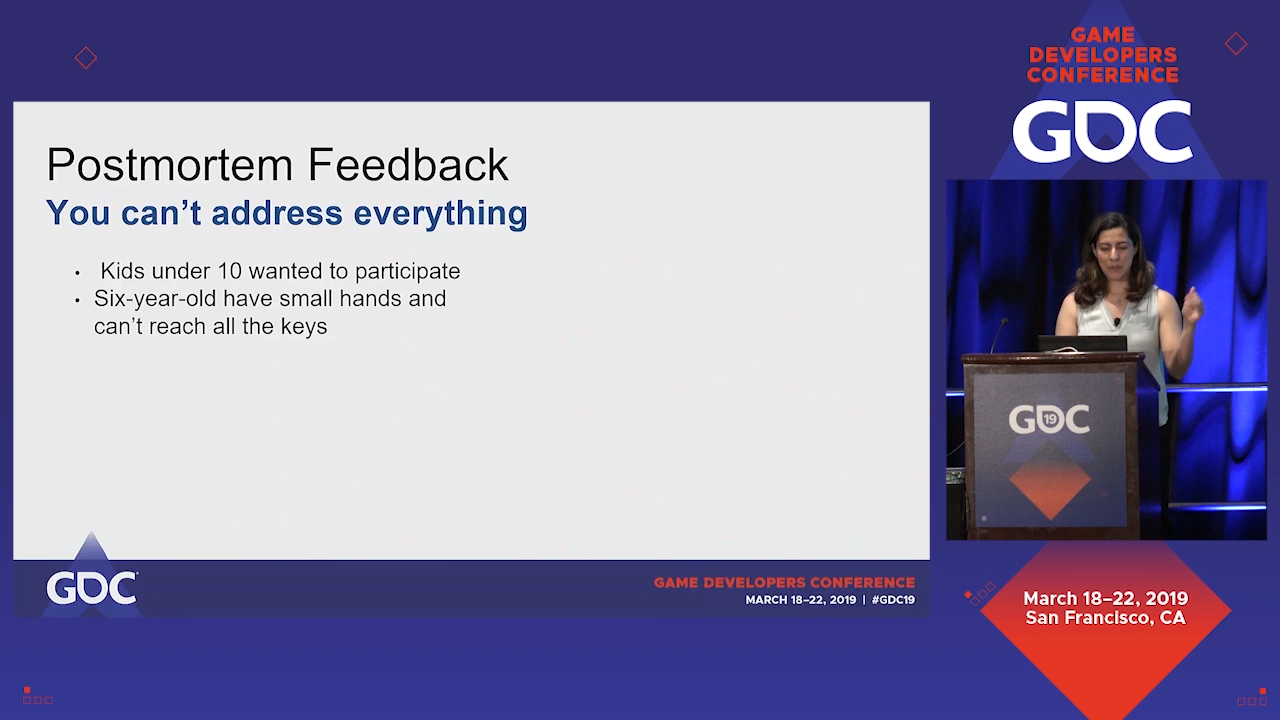 Postmortem Feedback
You can't address everything
• Kids under 10 wanted to participate
• Six-year-old have small hands and
can't reach all the keys
GDC
GAME DEVELOPERS CONFERENCE
MARCH 18–22, 2019 | #GDC19
GAME
DEVELOPERS
CONFERENCE
GDC
GDC
19
March 18–22, 2019
San Francisco, CA